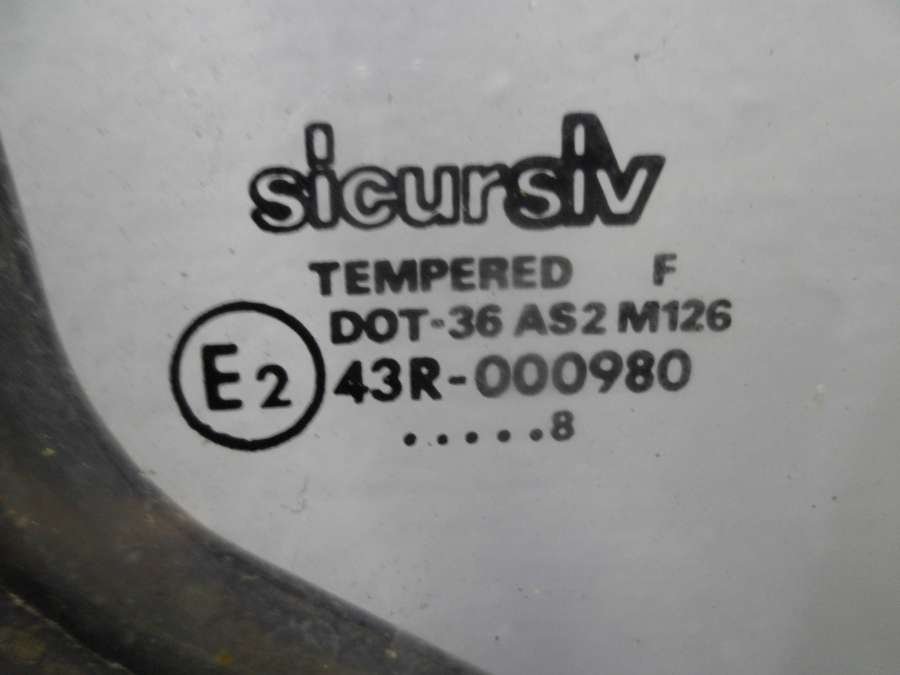 sicursiv
TEMPERED F
DOT-36 AS2 M126
E2 43R-000980
.....8